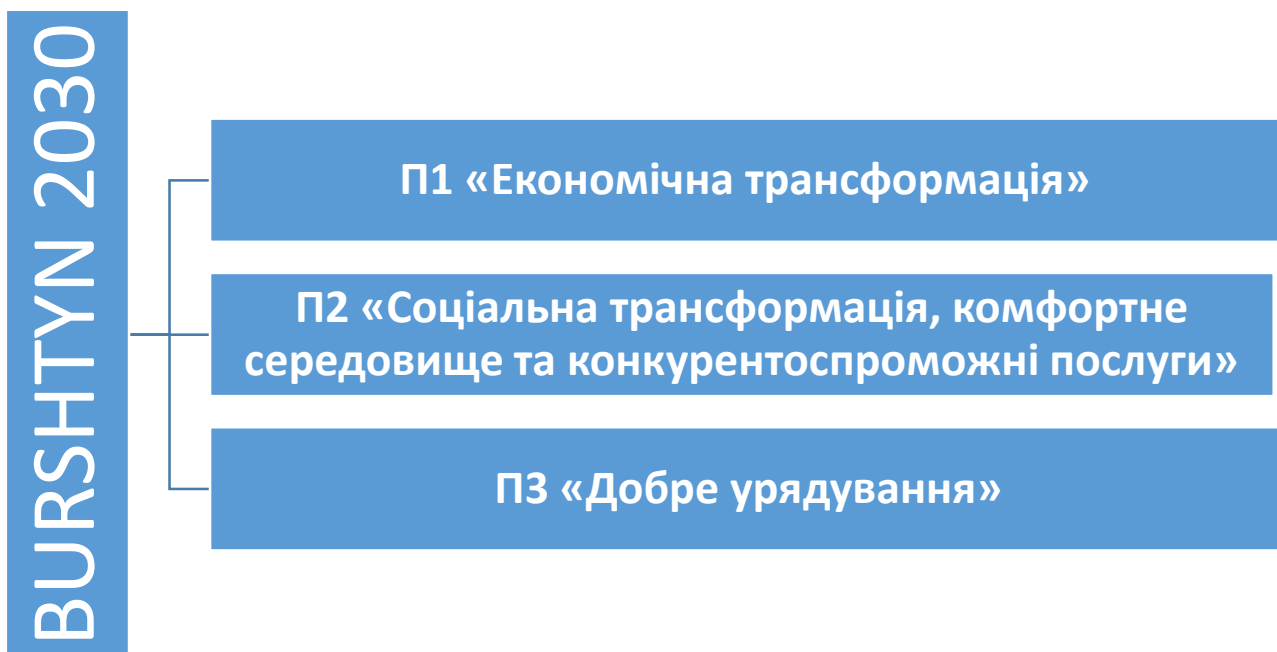 BURSHTYN 2030
П1 «Економічна трансформація»
П2 «Соціальна трансформація, комфортне
середовище та конкурентоспроможні послуги»
П3 «Добре урядування»